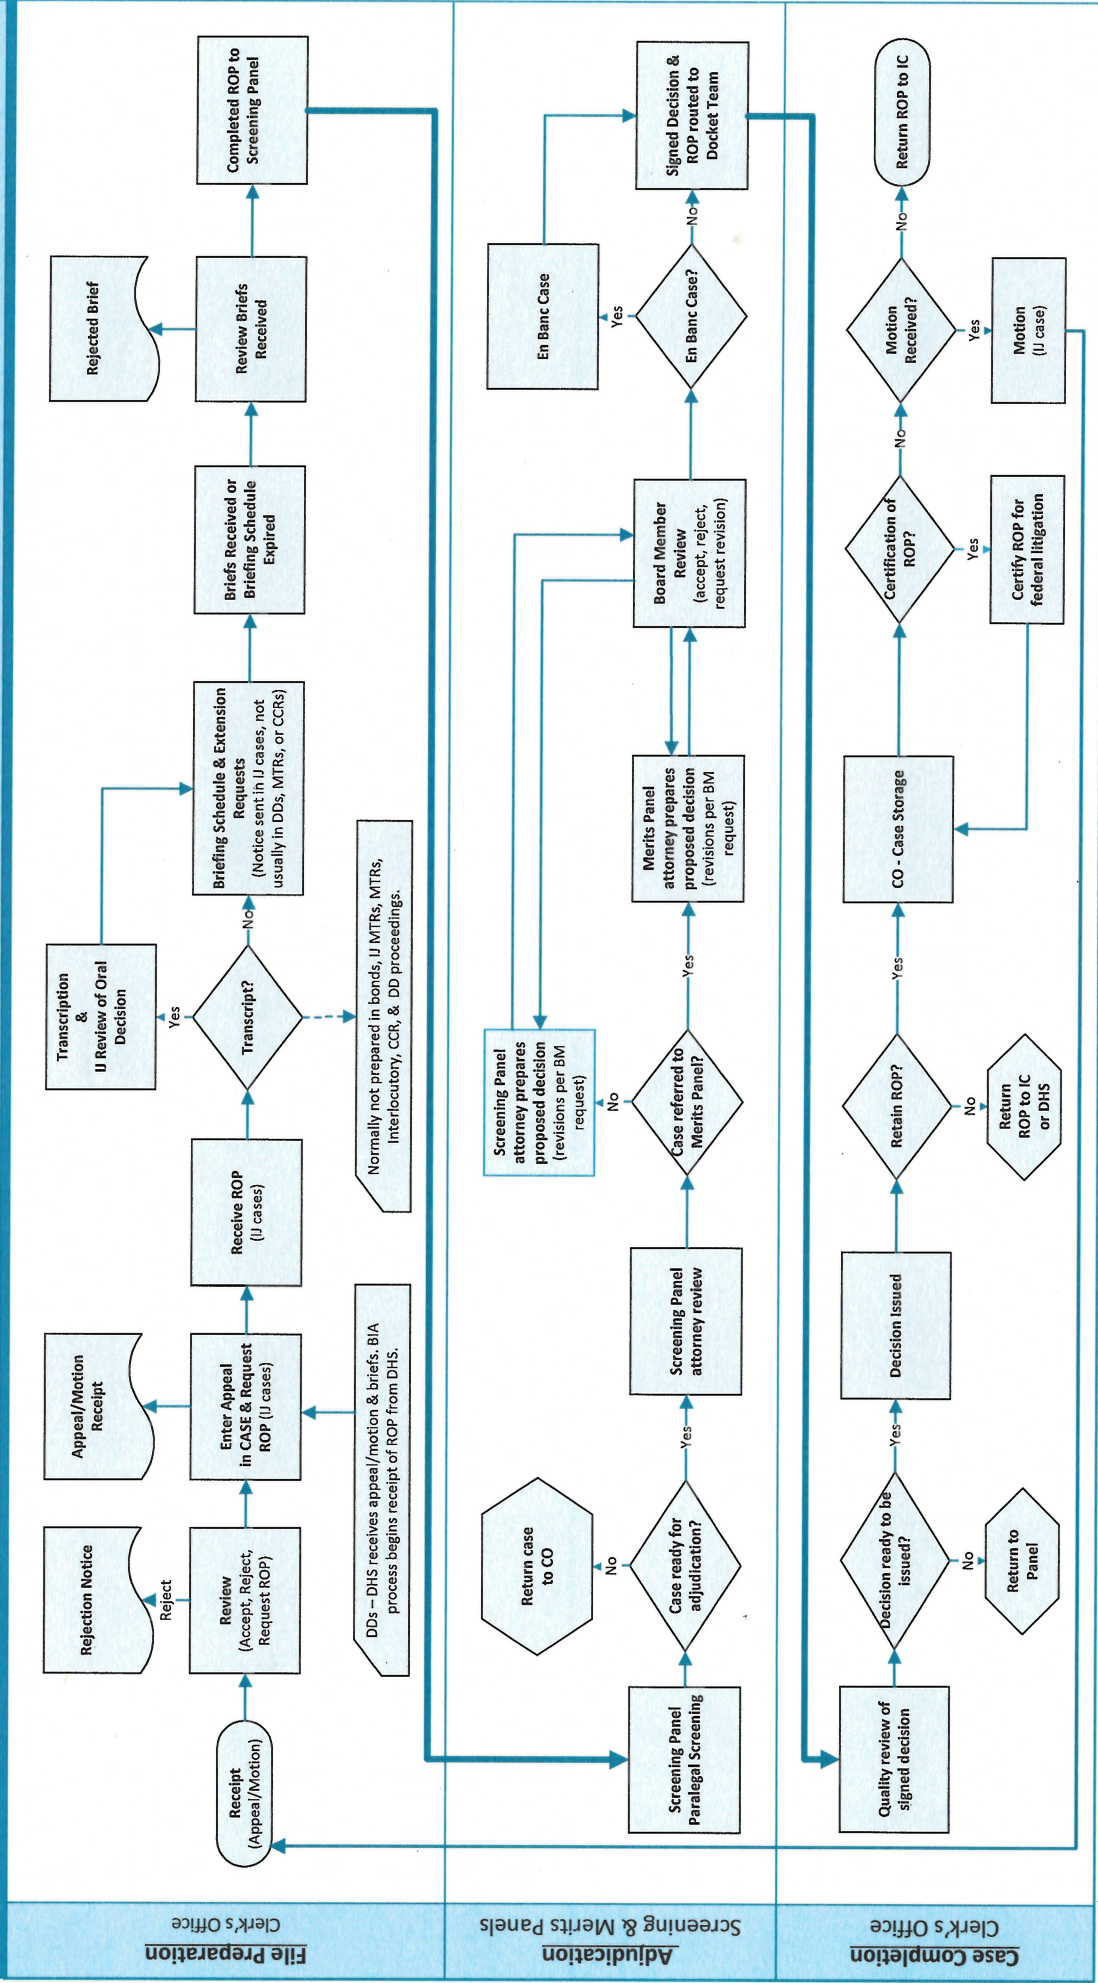 File Preparation
Clerk's Office
Receipt
(Appeal/Motion)
Review
(Accept, Reject,
Request ROP)
Reject
Rejection Notice
Enter Appeal
in CASE & Request
ROP (IJ cases)
Appeal/Motion
Receipt
DDs – DHS receives appeal/motion & briefs. BIA
process begins receipt of ROP from DHS.
Receive ROP
(IJ cases)
Transcript?
Yes
Transcription
&
IJ Review of Oral
Decision
No
Normally not prepared in bonds, IJ MTRs, MTRs,
Interlocutory, CCR, & DD proceedings.
Briefing Schedule & Extension
Requests
(Notice sent in IJ cases, not
usually in DDs, MTRs, or CCRs)
Briefs Received or
Briefing Schedule
Expired
Review Briefs
Received
Rejected Brief
Completed ROP to
Screening Panel
Adjudication
Screening & Merits Panels
Screening Panel
Paralegal Screening
Case ready for
adjudication?
No
Return case
to CO
Yes
Screening Panel
attorney review
Case referred to
Merits Panel?
No
Screening Panel
attorney prepares
proposed decision
(revisions per BM
request)
Yes
Merits Panel
attorney prepares
proposed decision
(revisions per BM
request)
Board Member
Review
(accept, reject,
request revision)
En Banc Case?
Yes
En Banc Case
No
Signed Decision &
ROP routed to
Docket Team
Case Completion
Clerk's Office
Quality review of
signed decision
Decision ready to be
issued?
No
Return to
Panel
Yes
Decision Issued
Retain ROP?
No
Return
ROP to IC
or DHS
Yes
CO - Case Storage
Certification of
ROP?
Yes
Certify ROP for
federal litigation
No
Motion
Received?
Yes
Motion
(IJ case)
No
Return ROP to IC